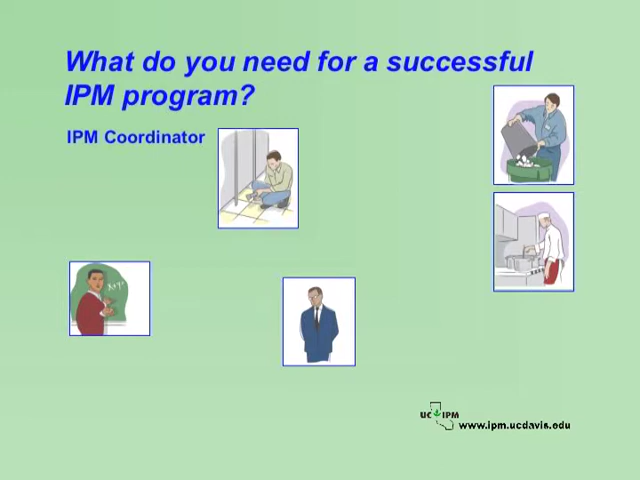 What do you need for a successful
IPM program?
IPM Coordinator
UC IPM
www.ipm.ucdavis.edu